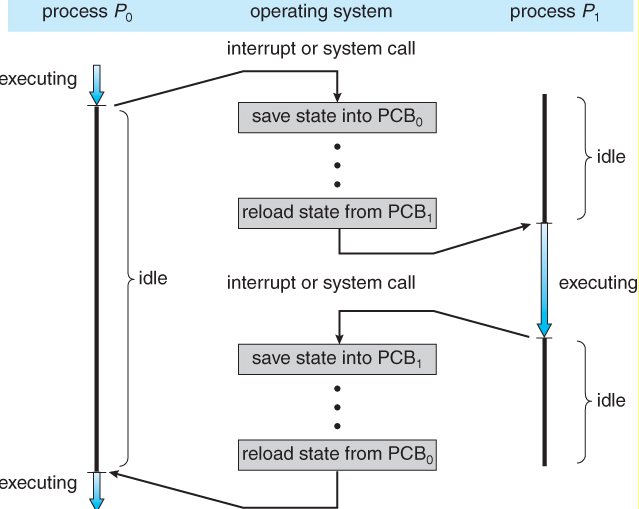 process P0
operating system
process P1
interrupt or system call
executing
save state into PCB0
idle
reload state from PCB1
idle
interrupt or system call
executing
save state into PCB1
idle
reload state from PCB0
executing